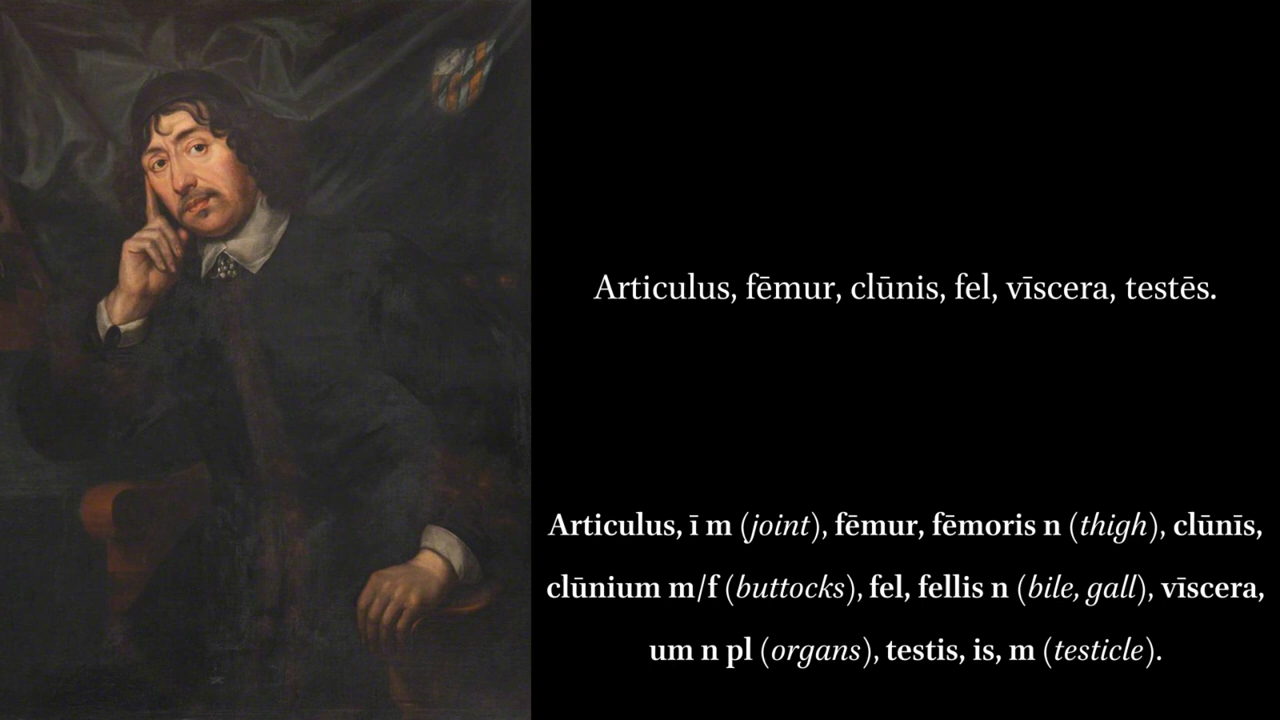 Articulus, fēmur, clūnis, fel, vīscera, testēs.
Articulus, ī m (joint), fēmur, fēmoris n (thigh), clūnīs,
clūnium m/f (buttocks), fel, fellis n (bile, gall), vīscera,
um n pl (organs), testis, is, m (testicle).